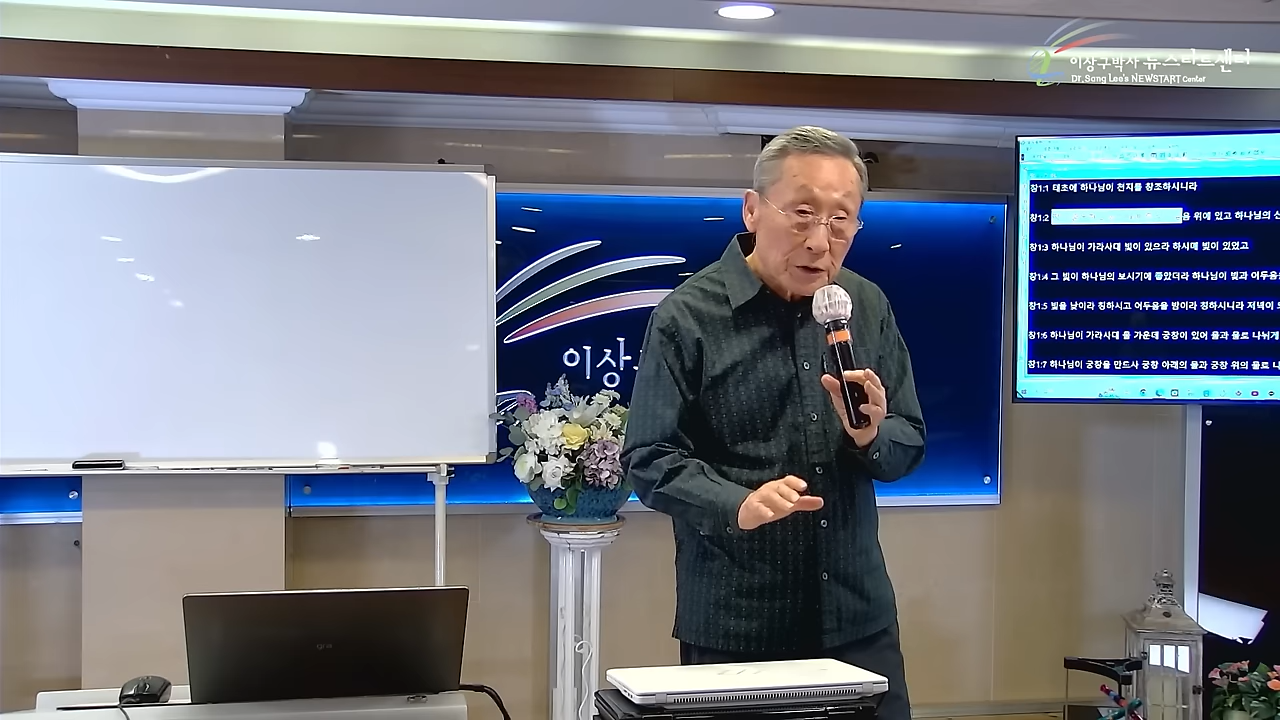 이상구박사 뉴스타트센터
Dr. Sang Lee's NEWSTART Center
창1:1 태초에 하나님이 천지를 창조하시니라
창1:2 위에 있고 하나님의
창1:3 하나님이 가라사대 빛이 있으라 하시매 빛이 있었고
창1:4 그 빛이 하나님의 보시기에 좋았더라 하나님이 빛과 어두움
창1:5 빛을 낮이라 칭하시고 어두움을 밤이라 칭하시니라 저녁이
창1:6 하나님이 가라사대 물 가운데 궁창이 있어 물과 물로 나뉘게
창1:7 하나님이 궁창을 만드사 궁창 아래의 물과 궁창 위의 물로
이상
gram